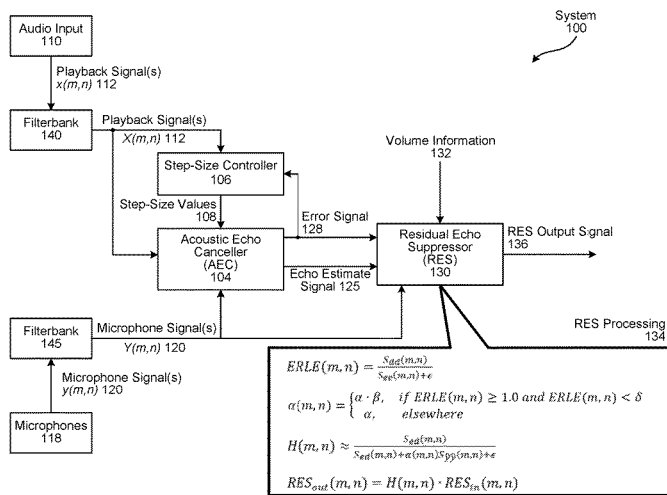 System
100
Audio Input
110
Playback Signal(s)
x(m,n) 112
Filterbank
140
Playback Signal(s)
X(m,n) 112
Volume Information
132
Step-Size Controller
106
Step-Size Values
108
Error Signal
128
Acoustic Echo
Canceller
(AEC)
104
Echo Estimate
Signal 125
Residual Echo
Suppressor
(RES)
130
RES Output Signal
136
Filterbank
145
Microphone Signal(s)
Y(m,n) 120
Microphone Signal(s)
y(m,n) 120
Microphones
118
RES Processing
134
ERLE(m,n) = S_dd(m,n) / S_ee(m,n)+ϵ
α(m,n) = { α · β, if ERLE(m,n) ≥ 1.0 and ERLE(m,n) < δ
α, elsewhere
H(m,n) ≈ S_ed(m,n) / S_ed(m,n)+α(m,n)S_ŷŷ(m,n)+ϵ
RES_out(m,n) = H(m,n) · RES_in(m,n)